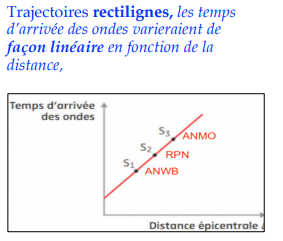 Trajectoires rectilignes, les temps
d'arrivée des ondes varieraient de
façon linéaire en fonction de la
distance,
Temps d'arrivée
des ondes
S3
ANMO
S2
RPN
S1
ANWB
Distance épicentrale